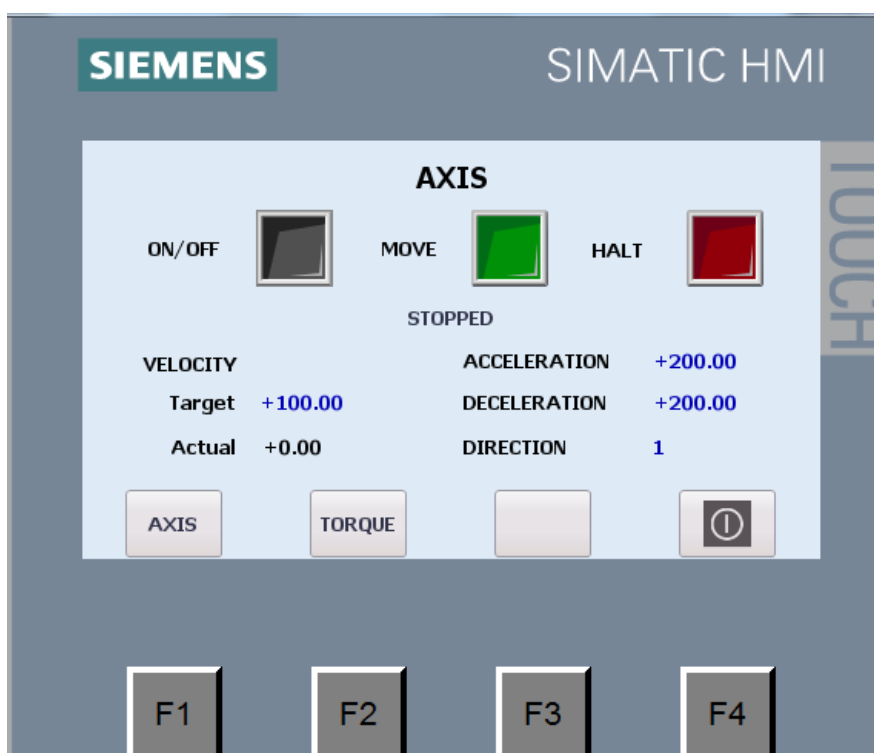 SIEMENS
SIMATIC HMI
TOUCH
AXIS
ON/OFF
MOVE
HALT
STOPPED
VELOCITY
ACCELERATION +200.00
Target +100.00
DECELERATION +200.00
Actual +0.00
DIRECTION 1
AXIS
TORQUE
F1
F2
F3
F4